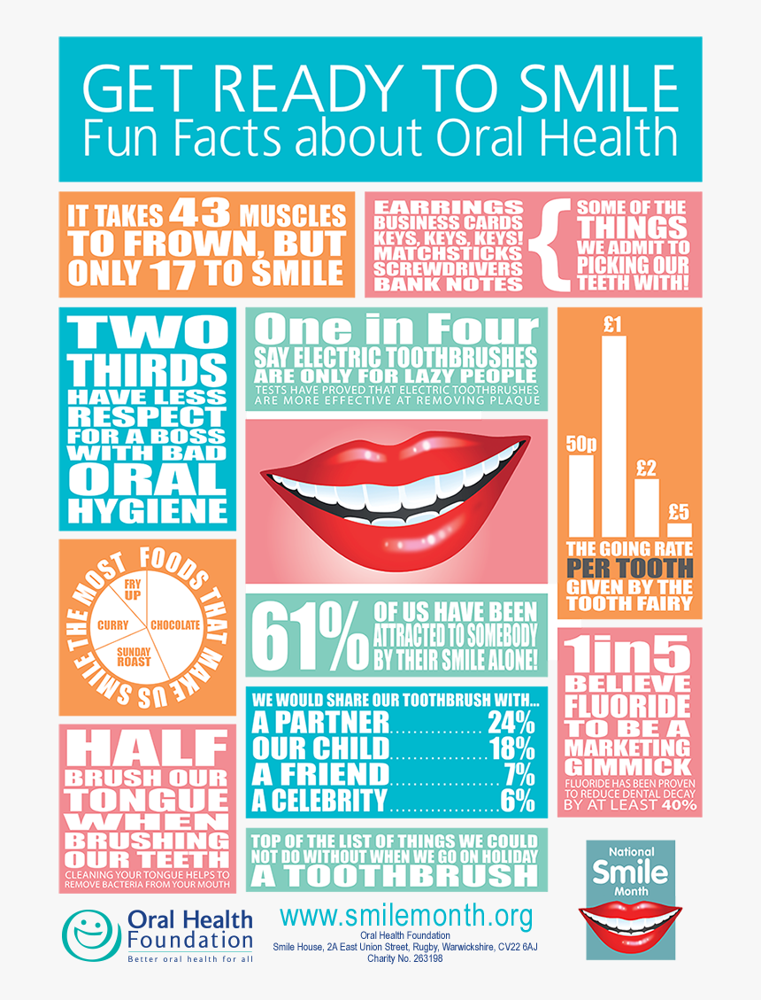 GET READY TO SMILE
Fun Facts about Oral Health
IT TAKES 43 MUSCLES
TO FROWN, BUT
ONLY 17 TO SMILE
EARRINGS
BUSINESS CARDS
KEYS, KEYS, KEYS!
MATCHSTICKS
SCREWDRIVERS
BANK NOTES
SOME OF THE
THINGS
WE ADMIT TO
PICKING OUR
TEETH WITH!
TWO
THIRDS
HAVE LESS
RESPECT
FOR A BOSS
WITH BAD
ORAL
HYGIENE
One in Four
SAY ELECTRIC TOOTHBRUSHES
ARE ONLY FOR LAZY PEOPLE
TESTS HAVE PROVED THAT ELECTRIC TOOTHBRUSHES
ARE MORE EFFECTIVE AT REMOVING PLAQUE
50p
£1
£2
£5
THE GOING RATE
PER TOOTH
GIVEN BY THE
TOOTH FAIRY
THE MOST FOODS THAT MAKE US SMILE
FRY
UP
CURRY
CHOCOLATE
SUNDAY
ROAST
61%
OF US HAVE BEEN
ATTRACTED TO SOMEBODY
BY THEIR SMILE ALONE!
1in5
BELIEVE
FLUORIDE
TO BE A
MARKETING
GIMMICK
FLUORIDE HAS BEEN PROVEN
TO REDUCE DENTAL DECAY
BY AT LEAST 40%
WE WOULD SHARE OUR TOOTHBRUSH WITH...
A PARTNER................ 24%
OUR CHILD.................18%
A FRIEND....................7%
A CELEBRITY...................6%
HALF
BRUSH OUR
TONGUE
WHEN
BRUSHING
OUR TEETH
CLEANING YOUR TONGUE HELPS TO
REMOVE BACTERIA FROM YOUR MOUTH
TOP OF THE LIST OF THINGS WE COULD
NOT DO WITHOUT WHEN WE GO ON HOLIDAY
A TOOTHBRUSH
National
Smile
Month
Oral Health
Foundation
Better oral health for all
www.smilemonth.org
Oral Health Foundation
Smile House, 2A East Union Street, Rugby, Warwickshire, CV22 6AJ
Charity No. 263198